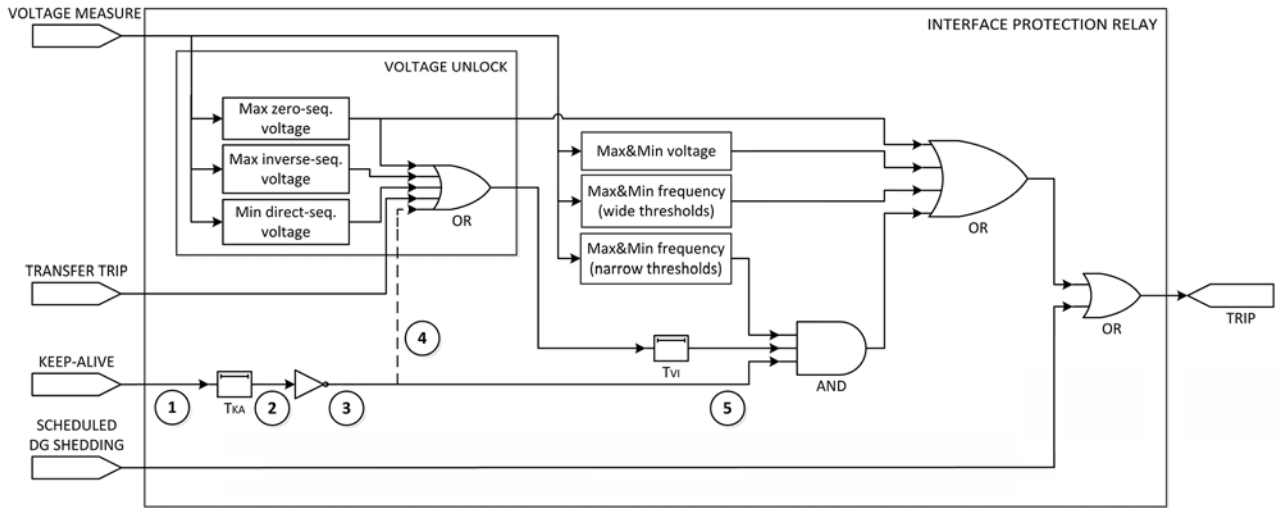 VOLTAGE MEASURE
INTERFACE PROTECTION RELAY
VOLTAGE UNLOCK
Max zero-seq.
voltage
Max inverse-seq.
voltage
Min direct-seq.
voltage
OR
Max&Min voltage
Max&Min frequency
(wide thresholds)
Max&Min frequency
(narrow thresholds)
OR
TRANSFER TRIP
OR
TRIP
4
TVI
AND
KEEP-ALIVE
1
TKA
2
3
5
SCHEDULED
DG SHEDDING